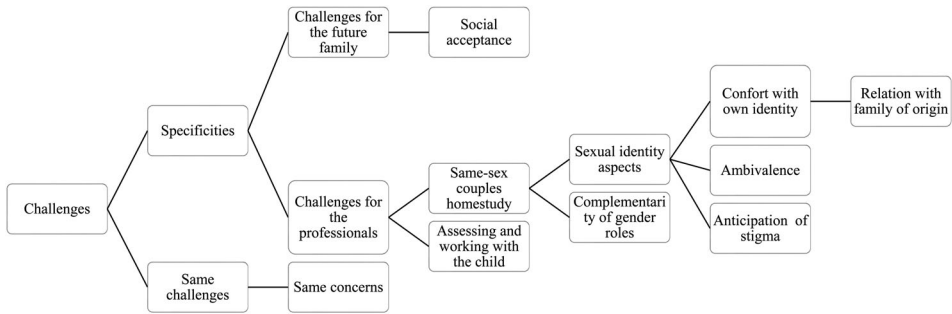 Challenges for
the future
family
Social
acceptance
Specificities
Confort with
own identity
Relation with
family of origin
Sexual identity
aspects
Ambivalence
Same-sex
couples
homestudy
Challenges
Challenges for
the
professionals
Complementari
ty of gender
roles
Anticipation of
stigma
Assessing and
working with
the child
Same
challenges
Same concerns